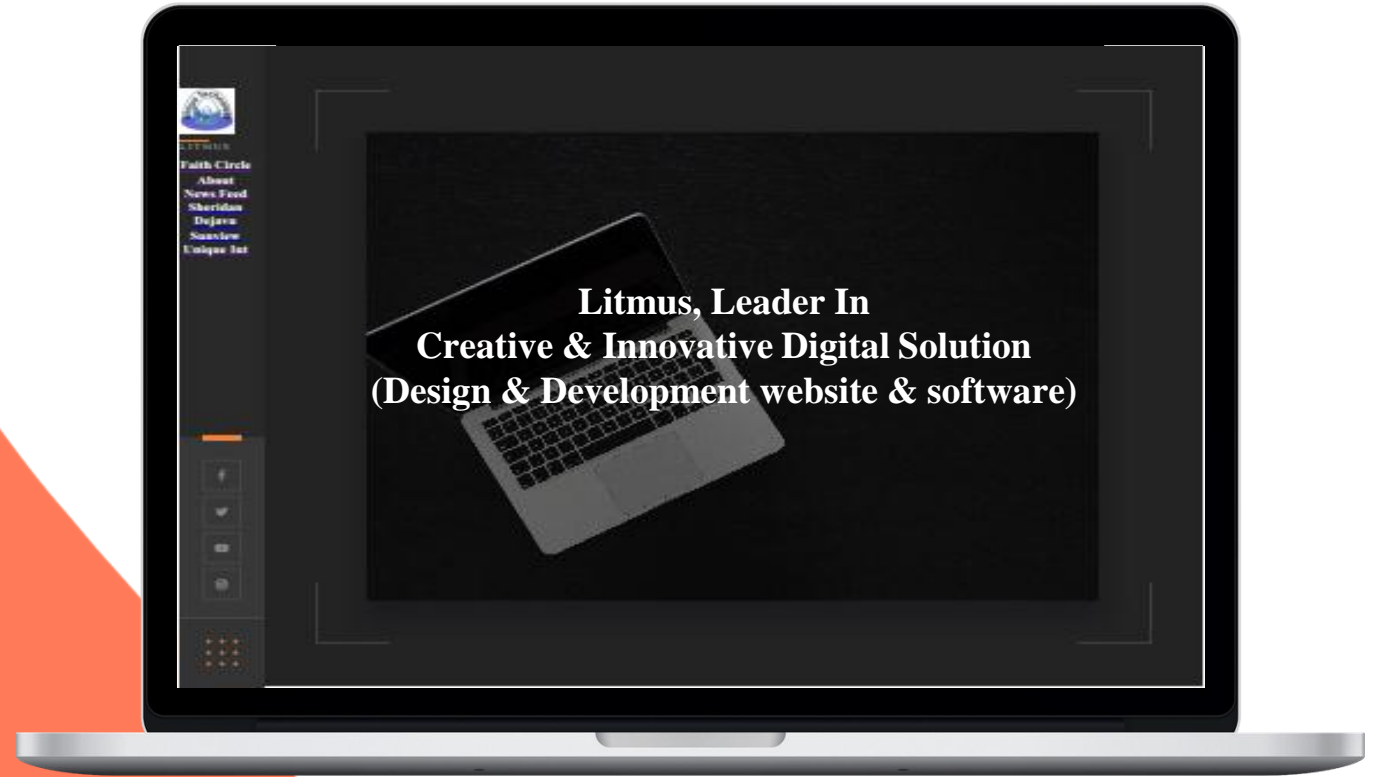 LITMUS
Faith Circle
About
News Feed
Sheridan
Dejavu
Sunview
Unique Int
Litmus, Leader In
Creative & Innovative Digital Solution
(Design & Development website & software)